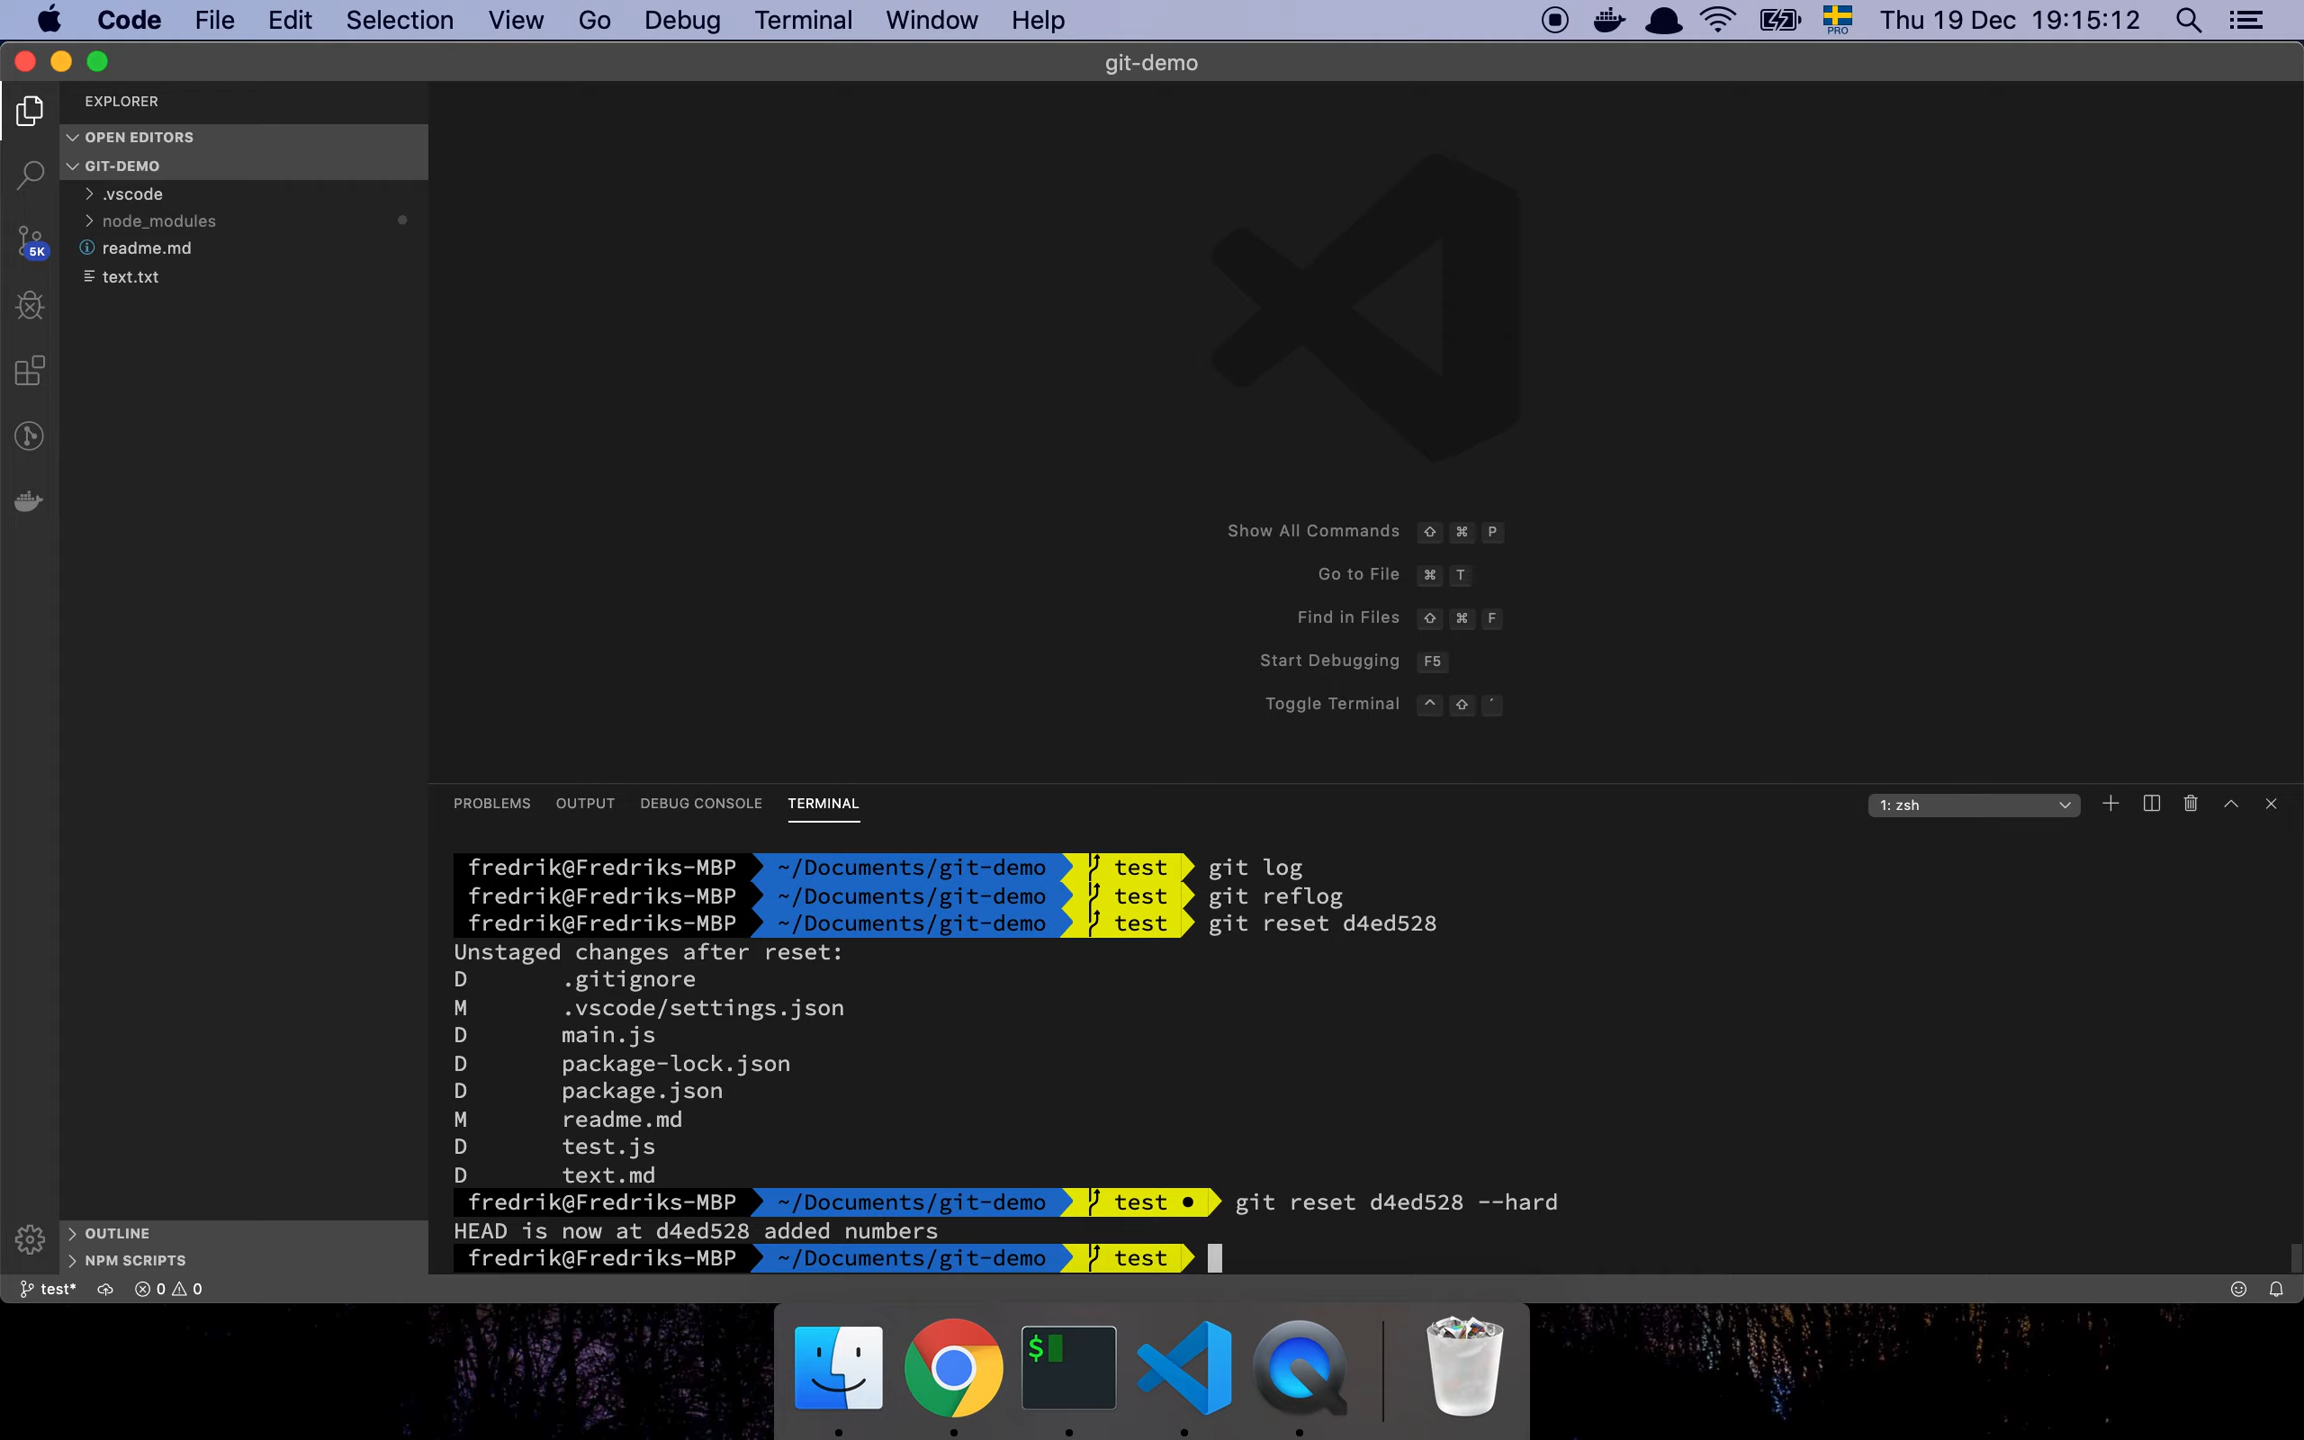 Code File Edit Selection View Go Debug Terminal Window Help PRO Thu 19 Dec 19:15:12
git-demo
EXPLORER
OPEN EDITORS
GIT-DEMO
.vscode
node_modules
5K
readme.md
text.txt
Show All Commands ⇧ ⌘ P
Go to File ⌘ T
Find in Files ⇧ ⌘ F
Start Debugging F5
Toggle Terminal ^ ⇧ ´
PROBLEMS OUTPUT DEBUG CONSOLE TERMINAL 1: zsh
fredrik@Fredriks-MBP ~/Documents/git-demo test git log
fredrik@Fredriks-MBP ~/Documents/git-demo test git reflog
fredrik@Fredriks-MBP ~/Documents/git-demo test git reset d4ed528
Unstaged changes after reset:
D .gitignore
M .vscode/settings.json
D main.js
D package-lock.json
D package.json
M readme.md
D test.js
D text.md
fredrik@Fredriks-MBP ~/Documents/git-demo test ● git reset d4ed528 --hard
HEAD is now at d4ed528 added numbers
fredrik@Fredriks-MBP ~/Documents/git-demo test
OUTLINE
NPM SCRIPTS
test* 0 0
$